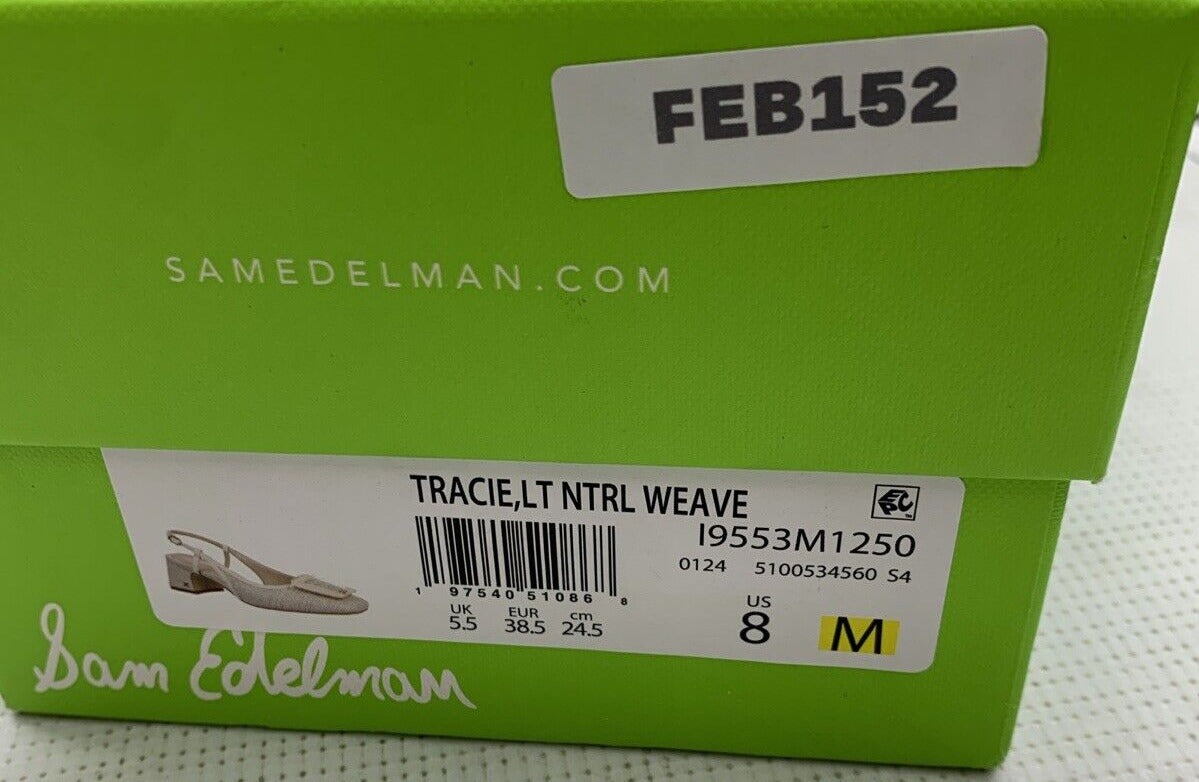 FEB152
SAMEDELMAN.COM
TRACIE,LT NTRL WEAVE
EPC
I9553M1250
0124 5100534560 S4
1 97540 51086 8
UK EUR cm
5.5 38.5 24.5
US
8 M
Sam Edelman